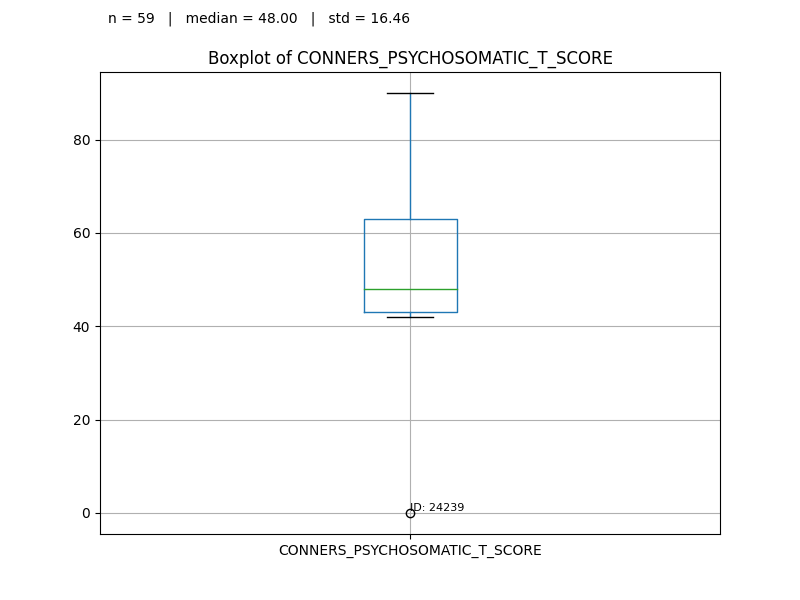 n = 59   |   median = 48.00   |   std = 16.46
Boxplot of CONNERS_PSYCHOSOMATIC_T_SCORE
80
60
40
20
0
ID: 24239
CONNERS_PSYCHOSOMATIC_T_SCORE